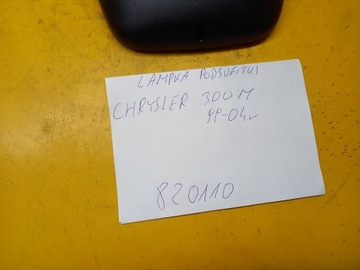 LAMPKA PODSUFITKI
CHRYSLER 300M
99-04r
820110